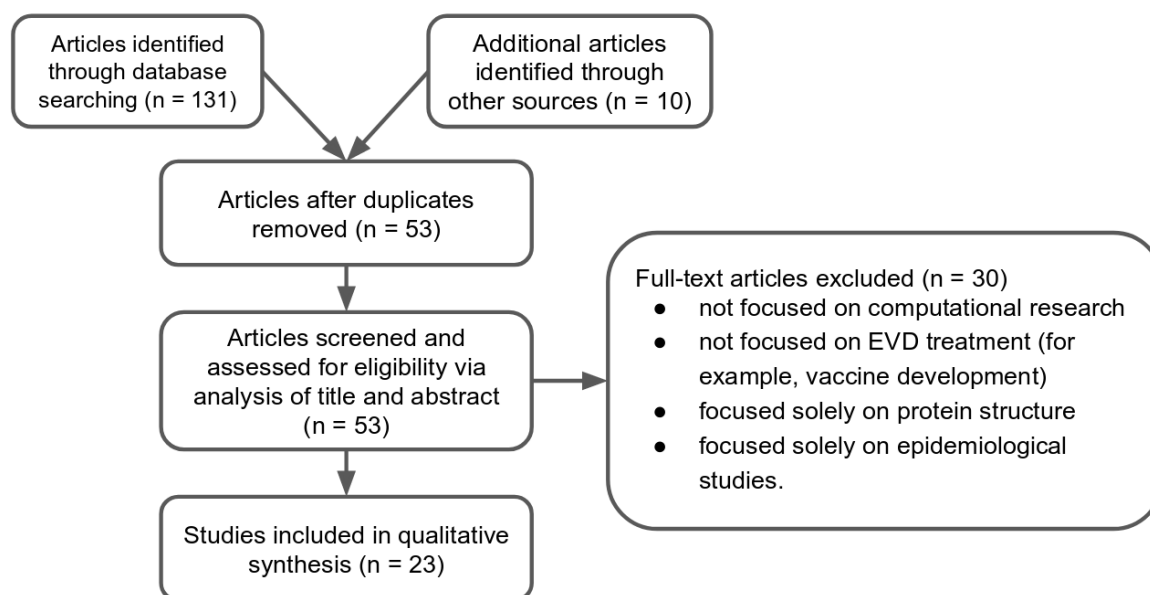 Articles identified
through database
searching (n = 131)
Additional articles
identified through
other sources (n = 10)
Articles after duplicates
removed (n = 53)
Articles screened and
assessed for eligibility via
analysis of title and abstract
(n = 53)
Full-text articles excluded (n = 30)
● not focused on computational research
● not focused on EVD treatment (for
example, vaccine development)
● focused solely on protein structure
● focused solely on epidemiological
studies.
Studies included in qualitative
synthesis (n = 23)